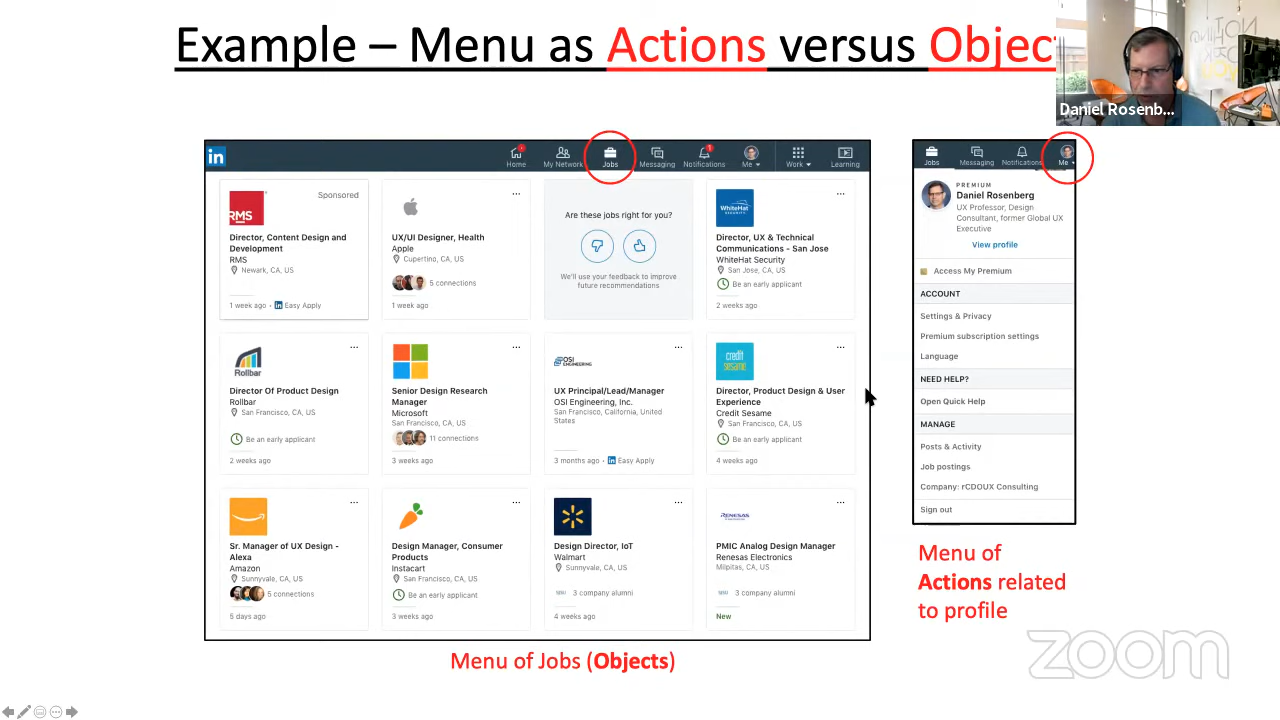 Example – Menu as Actions versus Objec
Daniel Rosenb...
in
Home
My Network
Jobs
Messaging
Notifications
Me
Work
Learning
RMS
Sponsored
Director, Content Design and
Development
RMS
Newark, CA, US
1 week ago • in Easy Apply
...
UX/UI Designer, Health
Apple
Cupertino, CA, US
5 connections
1 week ago
Are these jobs right for you?
We'll use your feedback to improve
future recommendations
...
WhiteHat
SECURITY
Director, UX & Technical
Communications - San Jose
WhiteHat Security
San Jose, CA, US
Be an early applicant
2 weeks ago
...
Rollbar
Director Of Product Design
Rollbar
San Francisco, CA, US
Be an early applicant
2 weeks ago
...
Senior Design Research
Manager
Microsoft
San Francisco, CA, US
11 connections
3 weeks ago
...
OSI
ENGINEERING
UX Principal/Lead/Manager
OSI Engineering, Inc.
San Francisco, California, United
States
3 months ago • in Easy Apply
...
credit
sesame
Director, Product Design & User
Experience
Credit Sesame
San Francisco, CA, US
Be an early applicant
4 weeks ago
...
Sr. Manager of UX Design -
Alexa
Amazon
Sunnyvale, CA, US
5 connections
5 days ago
...
Design Manager, Consumer
Products
Instacart
San Francisco, CA, US
Be an early applicant
3 weeks ago
...
Design Director, IoT
Walmart
Sunnyvale, CA, US
3 company alumni
4 weeks ago
...
RENESAS
PMIC Analog Design Manager
Renesas Electronics
Milpitas, CA, US
3 company alumni
New
Menu of Jobs (Objects)
Jobs
Messaging
Notifications
Me
PREMIUM
Daniel Rosenberg
UX Professor, Design
Consultant, former Global UX
Executive
View profile
Access My Premium
ACCOUNT
Settings & Privacy
Premium subscription settings
Language
NEED HELP?
Open Quick Help
MANAGE
Posts & Activity
Job postings
Company: rCDOUX Consulting
Sign out
Menu of
Actions related
to profile
zoom